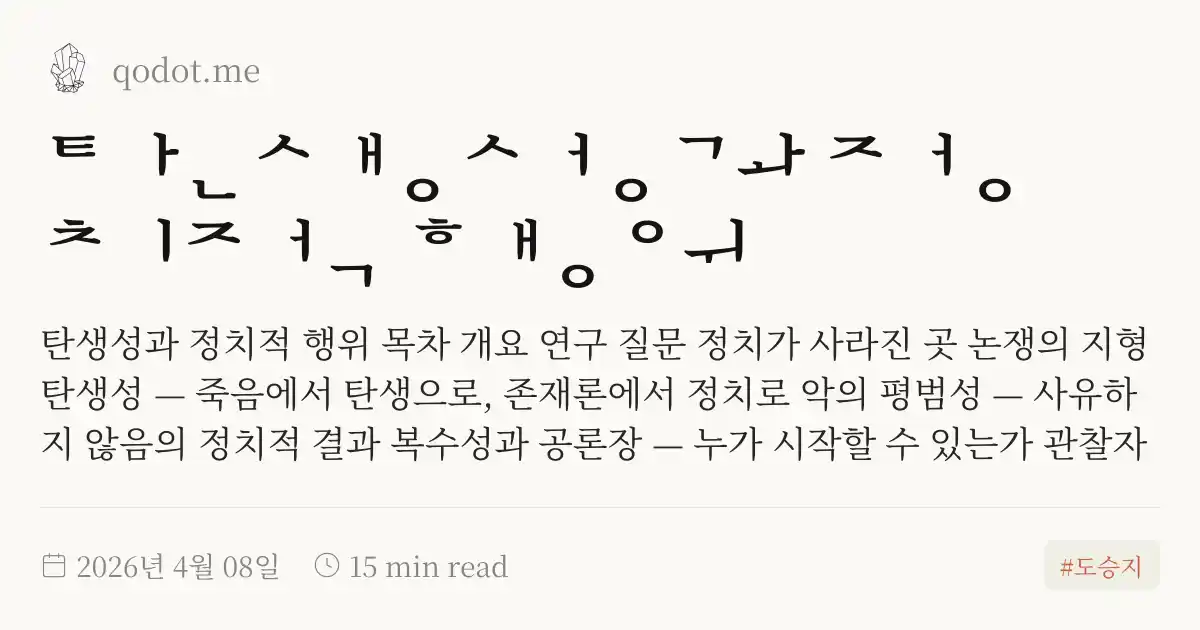 qodot.me
탄생성과 정
치적 행위
탄생성과 정치적 행위 목차 개요 연구 질문 정치가 사라진 곳 논쟁의 지형
탄생성 — 죽음에서 탄생으로, 존재론에서 정치로 악의 평범성 — 사유하
지 않음의 정치적 결과 복수성과 공론장 — 누가 시작할 수 있는가 관찰자
2026년 4월 08일 15 min read
#도승지